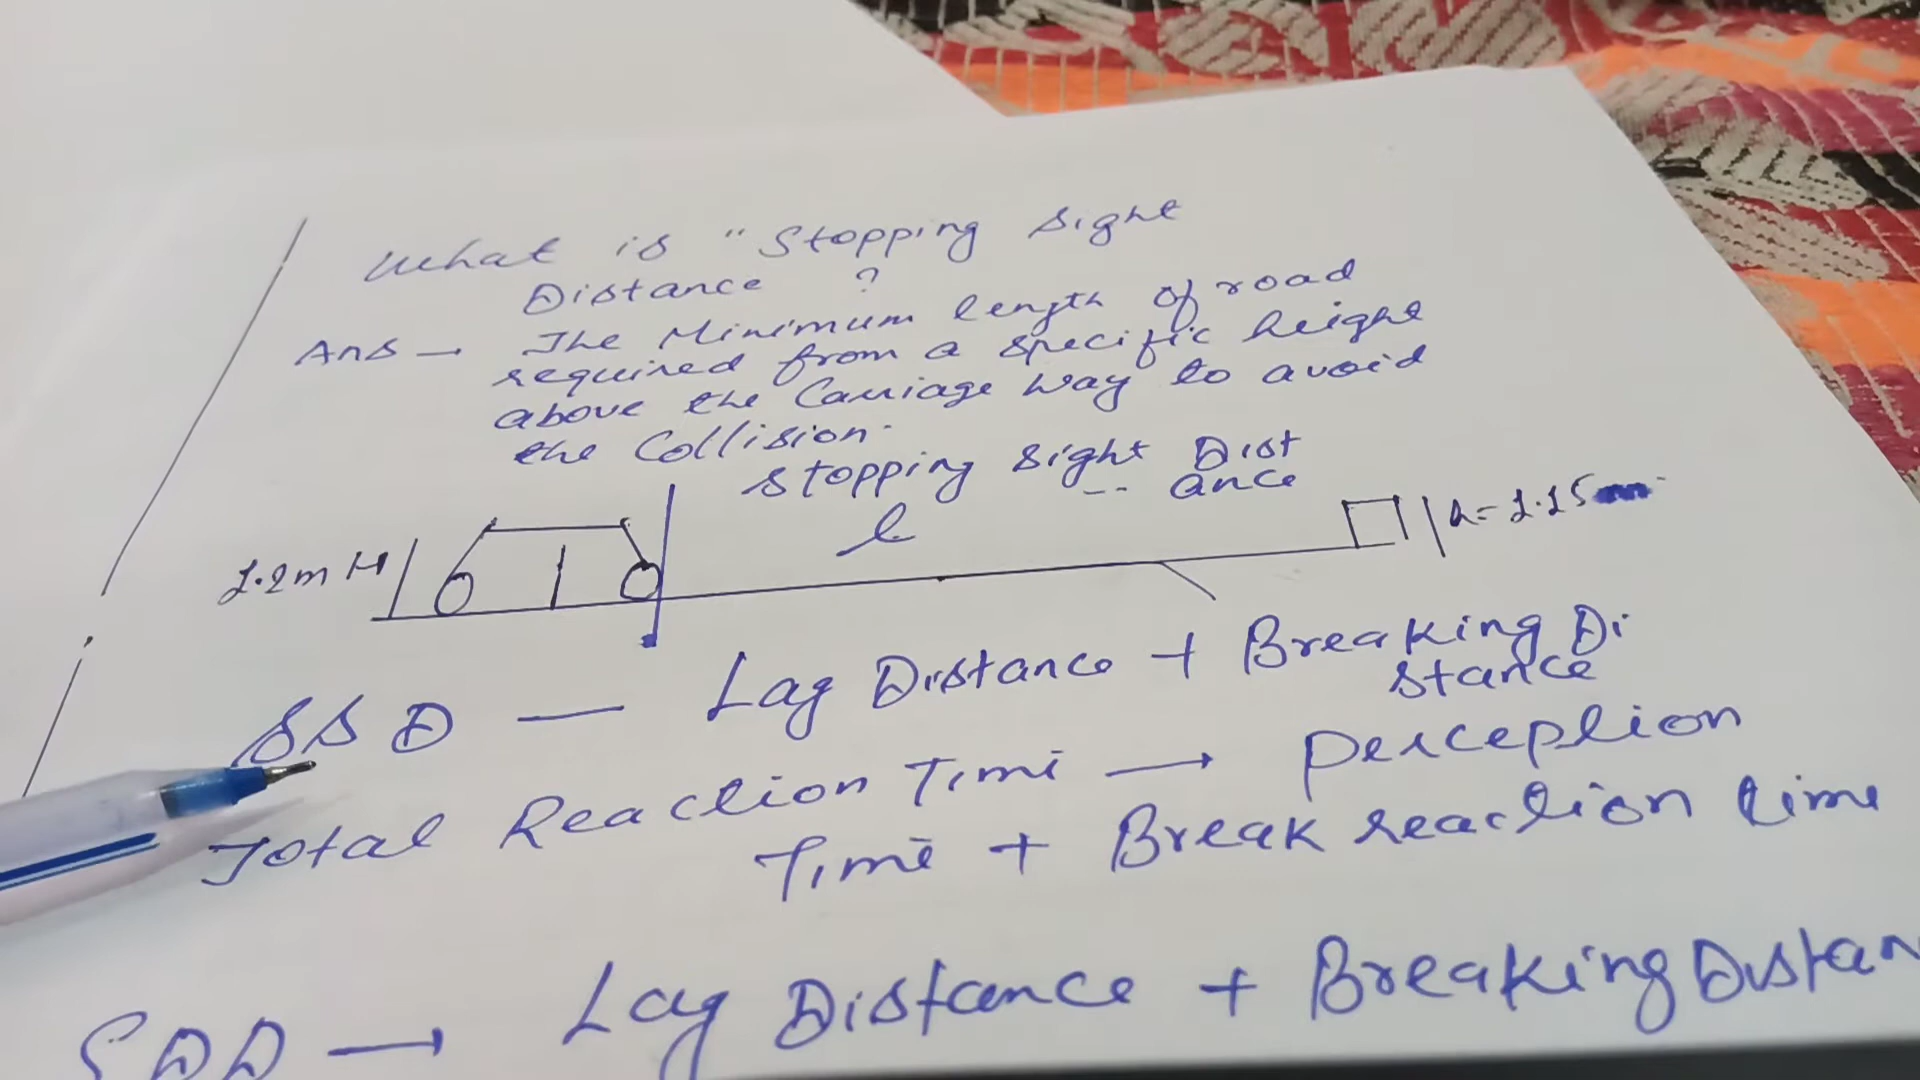 What is "Stopping Sight
Distance ?
Ans → The Minimum length of road
required from a specific height
above the Carriage way to avoid
the Collision.
Stopping Sight Dist
ance
l
1.2m H
h= 1.15
SSD — Lag Distance + Breaking Di
stance
Total Reaction Time → Perception
Time + Break reaction time
→ Lag Distance + Breaking Distan